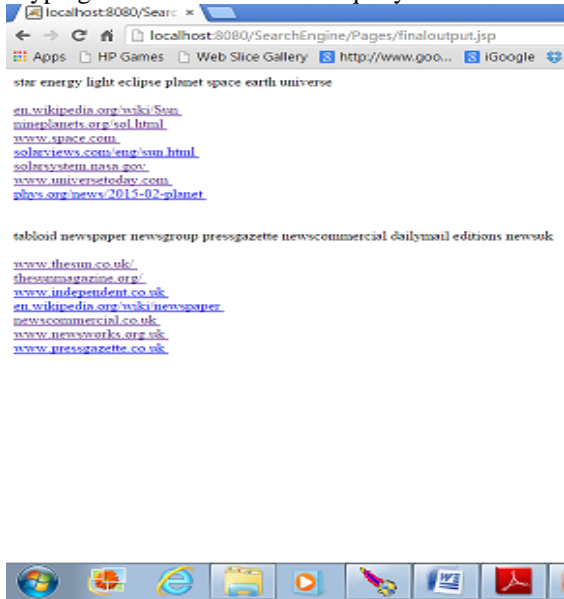 localhost:8080/Searc ×
localhost:8080/SearchEngine/Pages/finaloutput.jsp
Apps HP Games Web Slice Gallery http://www.goo... iGoogle
star energy light eclipse planet space earth universe
en.wikipedia.org/wiki/Sun
nineplanets.org/sol.html
www.space.com
solarviews.com/eng/sun.html
solarsystem.nasa.gov
www.universetoday.com
phys.org/news/2015-02-planet
tabloid newspaper newsgroup pressgazette newscommercial dailymail editions newsuk
www.thesun.co.uk/
thesunmagazine.org/
www.independent.co.uk
en.wikipedia.org/wiki/newspaper
newscommercial.co.uk
www.newsworks.org.uk
www.pressgazette.co.uk